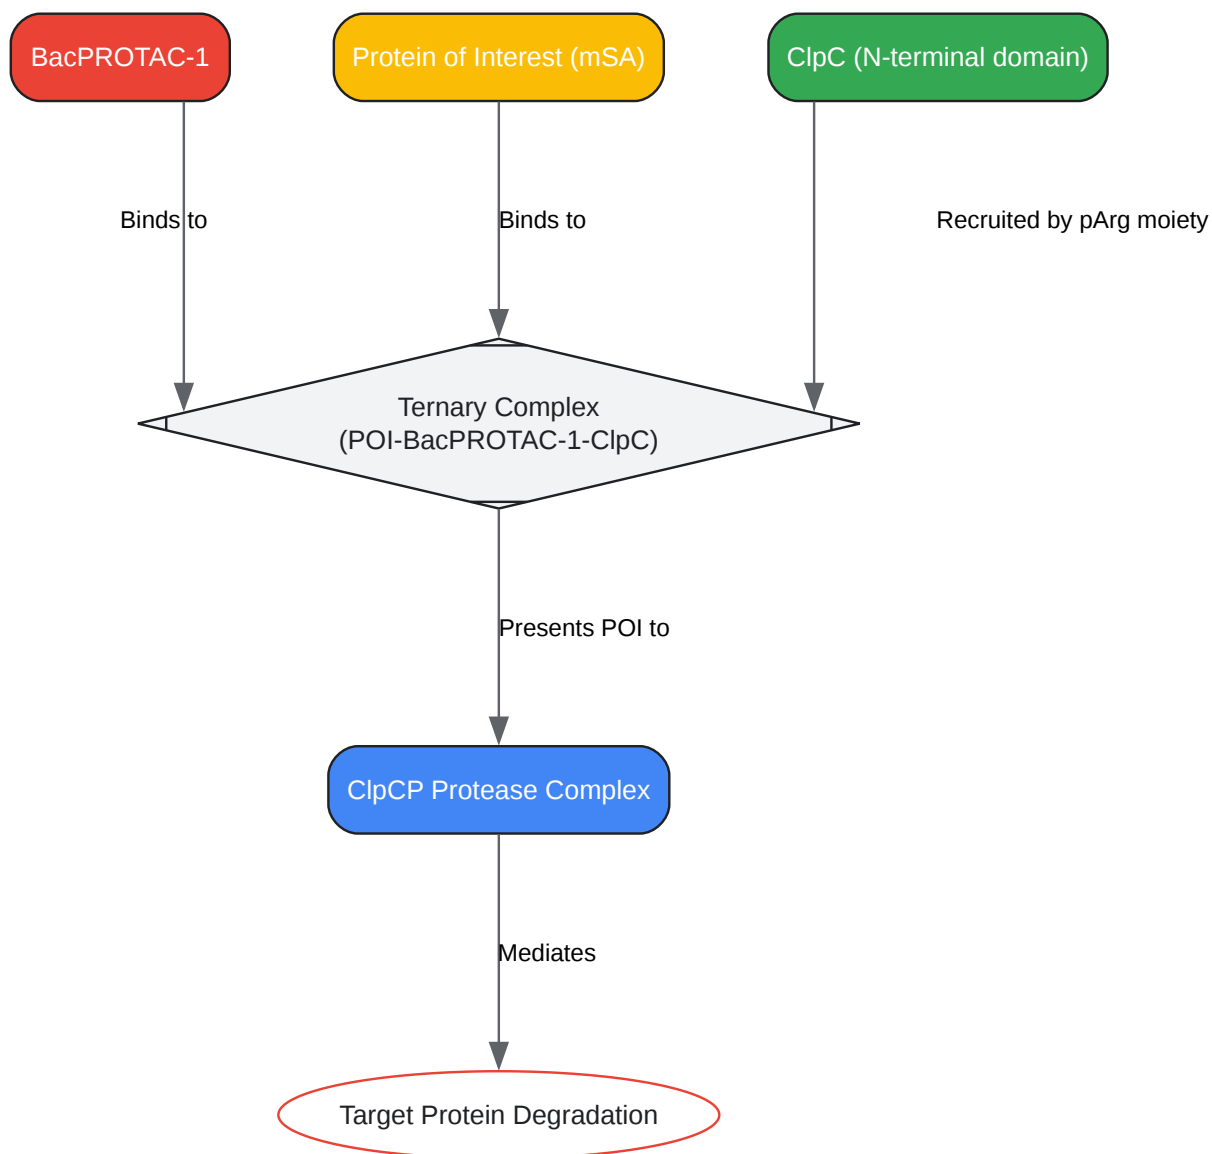 BacPROTAC-1
Protein of Interest (mSA)
ClpC (N-terminal domain)
Binds to
Binds to
Recruited by pArg moiety
Ternary Complex
(POI-BacPROTAC-1-ClpC)
Presents POI to
ClpCP Protease Complex
Mediates
Target Protein Degradation